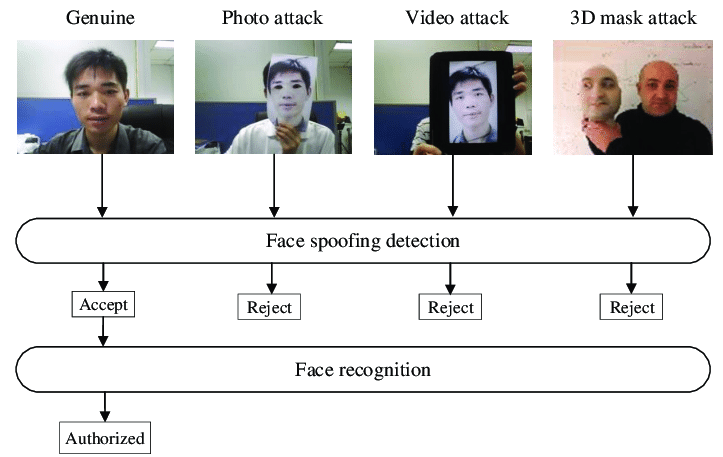 Genuine
Photo attack
Video attack
3D mask attack
Face spoofing detection
Accept
Reject
Reject
Reject
Face recognition
Authorized